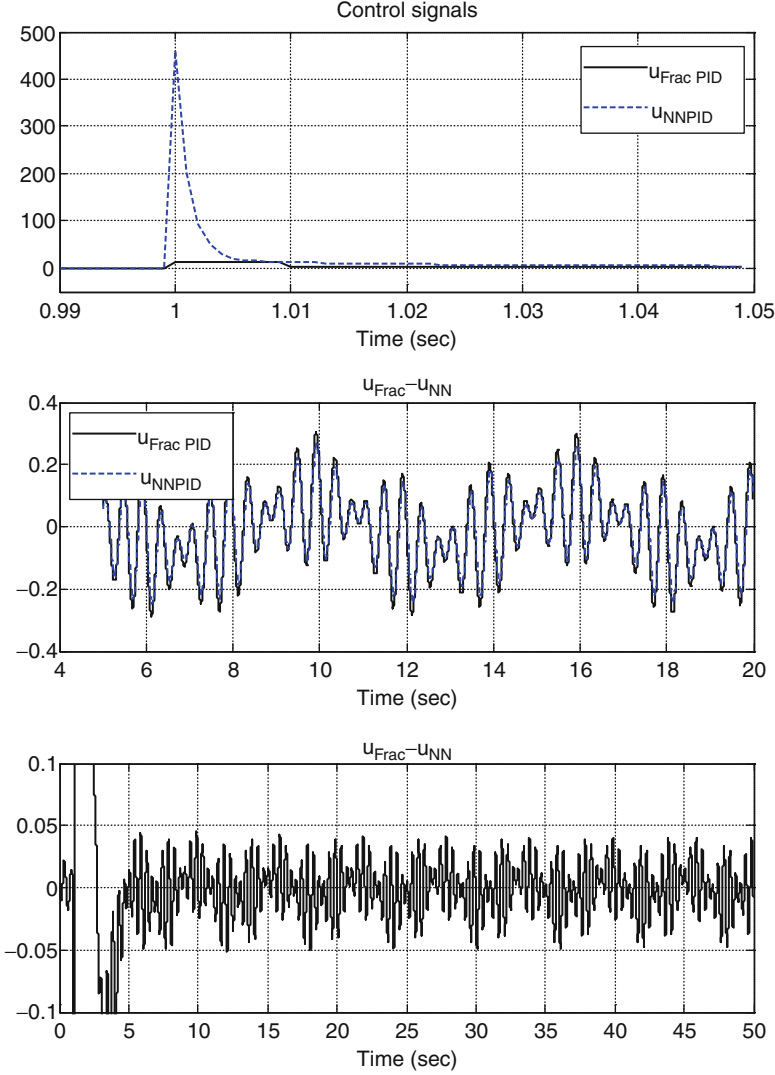 Control signals
500
400
300
200
100
0
u_Frac PID
u_NNPID
0.99 1 1.01 1.02 1.03 1.04 1.05
Time (sec)
u_Frac−u_NN
0.4
0.2
0
−0.2
−0.4
u_Frac PID
u_NNPID
4 6 8 10 12 14 16 18 20
Time (sec)
u_Frac−u_NN
0.1
0.05
0
−0.05
−0.1
0 5 10 15 20 25 30 35 40 45 50
Time (sec)